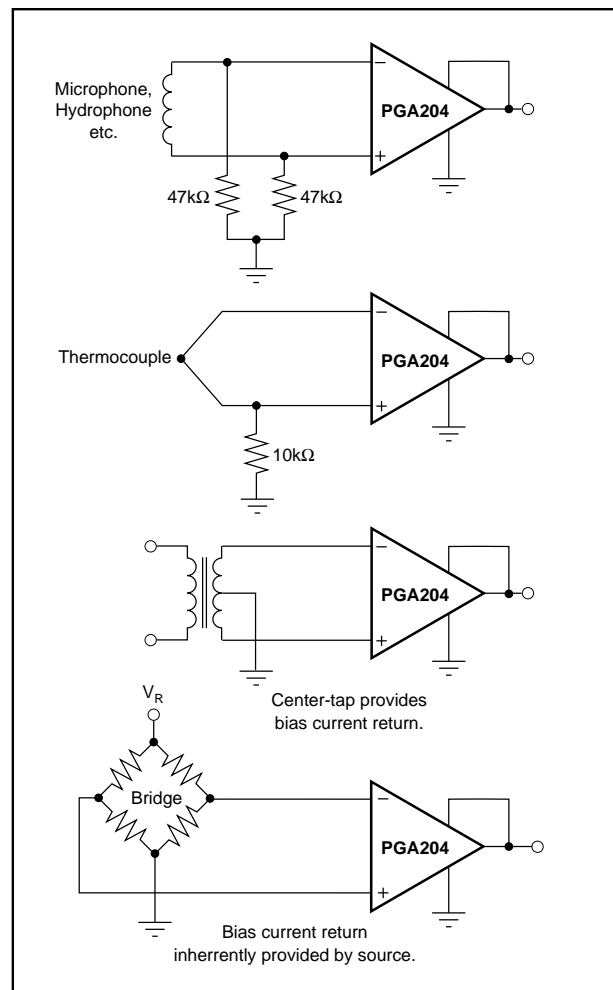 Microphone,
Hydrophone
etc.
−
PGA204
+
47kΩ 47kΩ
−
Thermocouple
PGA204
+
10kΩ
−
PGA204
+
Center-tap provides
bias current return.
VR
Bridge
−
PGA204
+
Bias current return
inherrently provided by source.